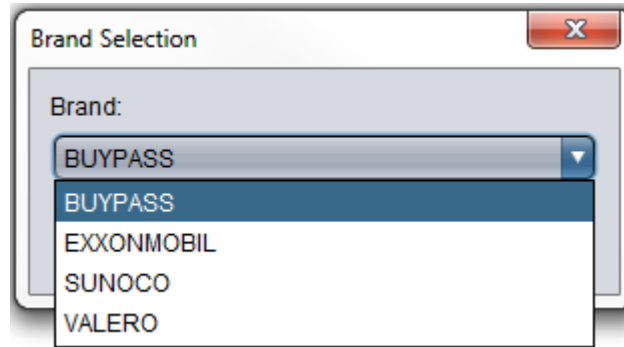 Brand Selection
Brand:
BUYPASS
BUYPASS
EXXONMOBIL
SUNOCO
VALERO